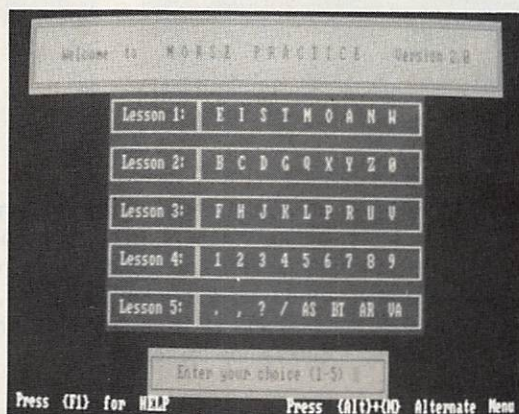 Welcome to MORSE PRACTICE Version 2.0
Lesson 1: E I S T M O A N W
Lesson 2: B C D G Q X Y Z 0
Lesson 3: F H J K L P R U V
Lesson 4: 1 2 3 4 5 6 7 8 9
Lesson 5: . , ? / AS BT AR VA
Enter your choice (1-5)
Press {F1} for HELP Press {Alt}+{M} Alternate Menu